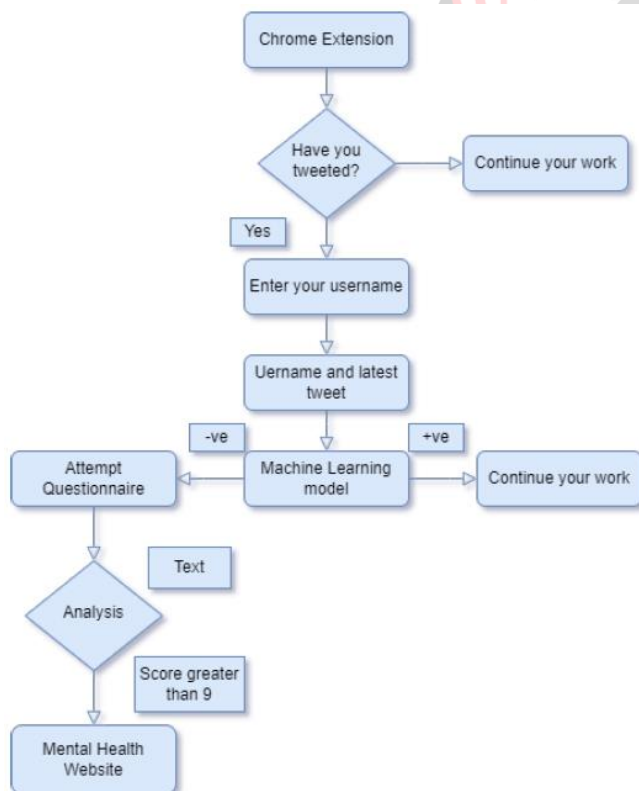 Chrome Extension
Have you
tweeted?
Continue your work
Yes
Enter your username
Uername and latest
tweet
-ve
+ve
Attempt
Questionnaire
Machine Learning
model
Continue your work
Text
Analysis
Score greater
than 9
Mental Health
Website